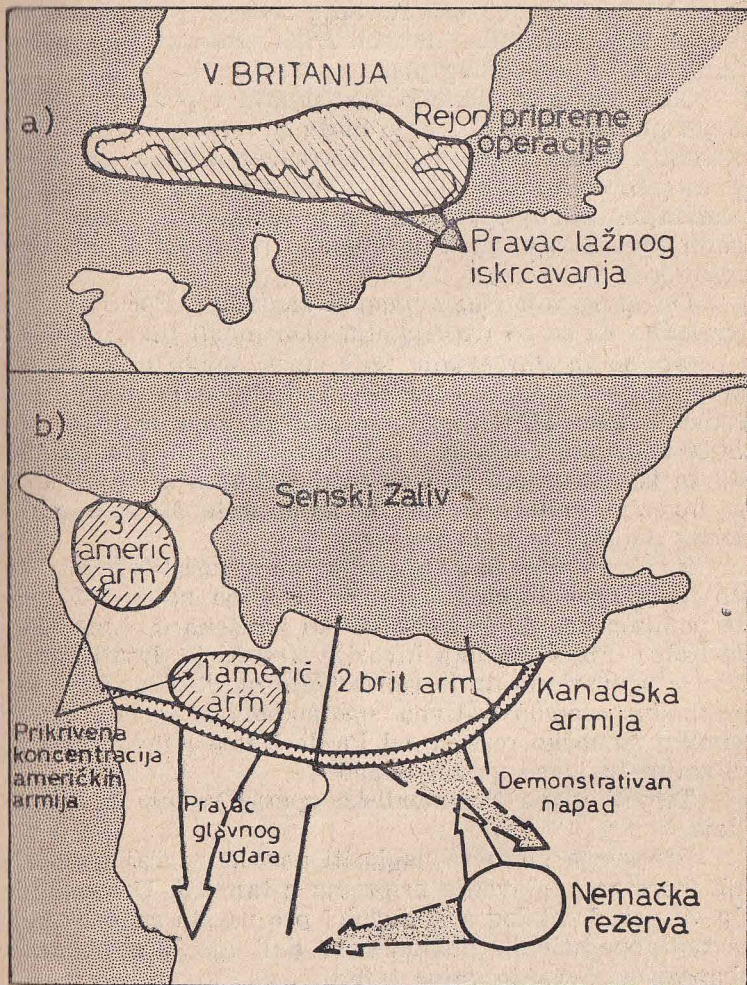 a)
V. BRITANIJA
Rejon pripreme
operacije
Pravac lažnog
iskrcavanja
b)
Senski Zaliv
3
americ
arm
1 americ.
arm
2 brit arm.
Kanadska
armija
Prikrivena
koncentracija
američkih
armija
Pravac
glavnog
udara
Demonstrativan
napad
Nemačka
rezerva